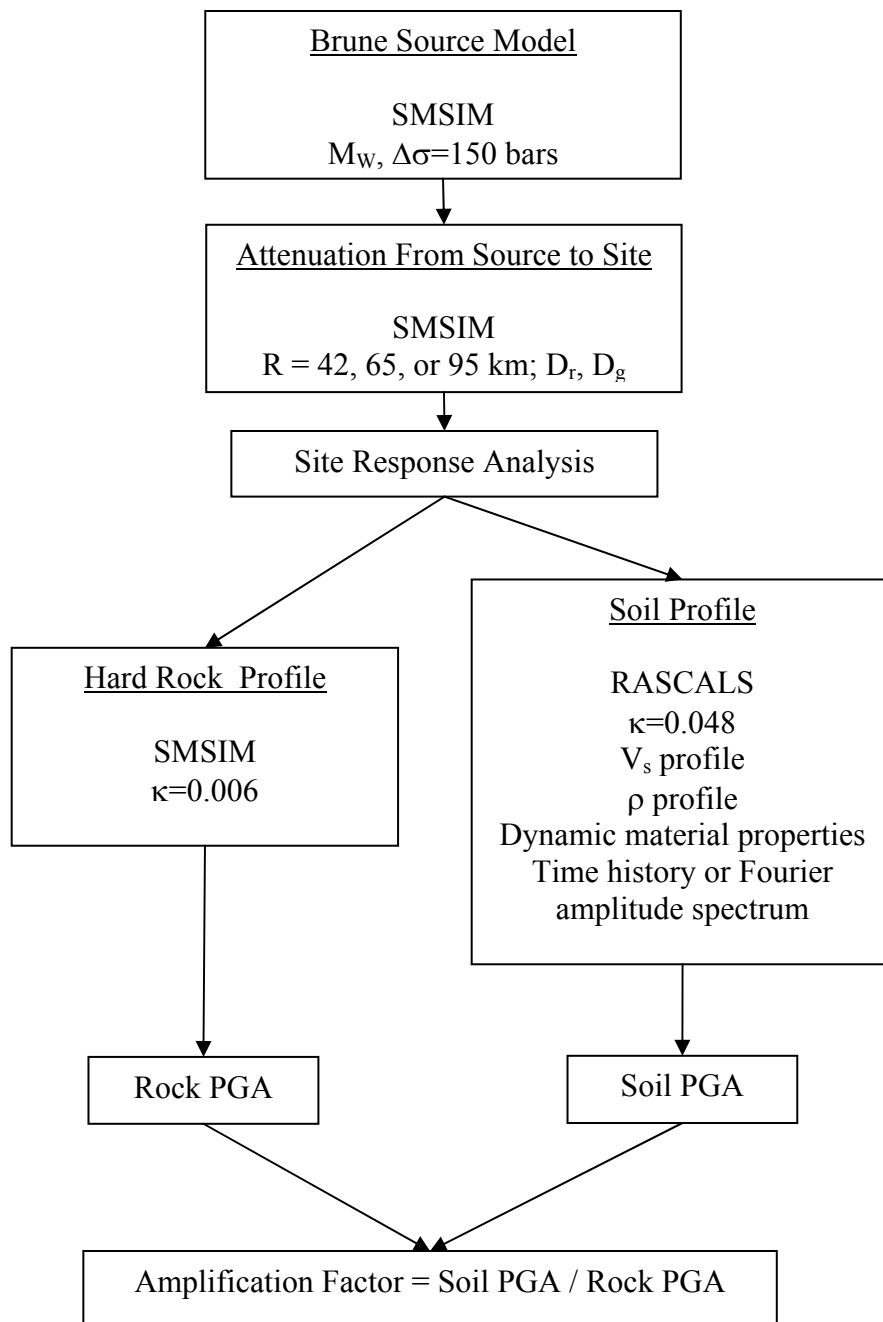 Brune Source Model
SMSIM
M_W, Δσ=150 bars
Attenuation From Source to Site
SMSIM
R = 42, 65, or 95 km; D_r, D_g
Site Response Analysis
Hard Rock Profile
SMSIM
κ=0.006
Soil Profile
RASCALS
κ=0.048
V_s profile
ρ profile
Dynamic material properties
Time history or Fourier
amplitude spectrum
Rock PGA
Soil PGA
Amplification Factor = Soil PGA / Rock PGA